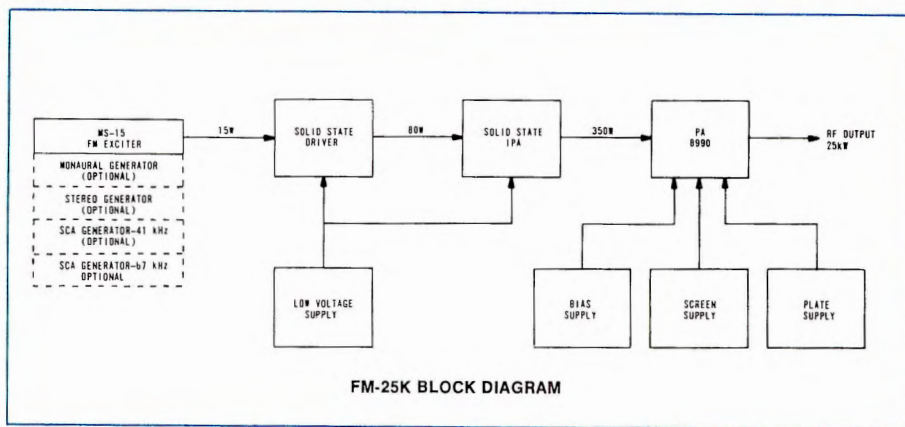 MS-15
FM EXCITER
MONAURAL GENERATOR
(OPTIONAL)
STEREO GENERATOR
(OPTIONAL)
SCA GENERATOR-41 kHz
(OPTIONAL)
SCA GENERATOR-67 kHz
OPTIONAL
15W
SOLID STATE
DRIVER
80W
SOLID STATE
IPA
350W
PA
8990
RF OUTPUT
25kW
LOW VOLTAGE
SUPPLY
BIAS
SUPPLY
SCREEN
SUPPLY
PLATE
SUPPLY
FM-25K BLOCK DIAGRAM